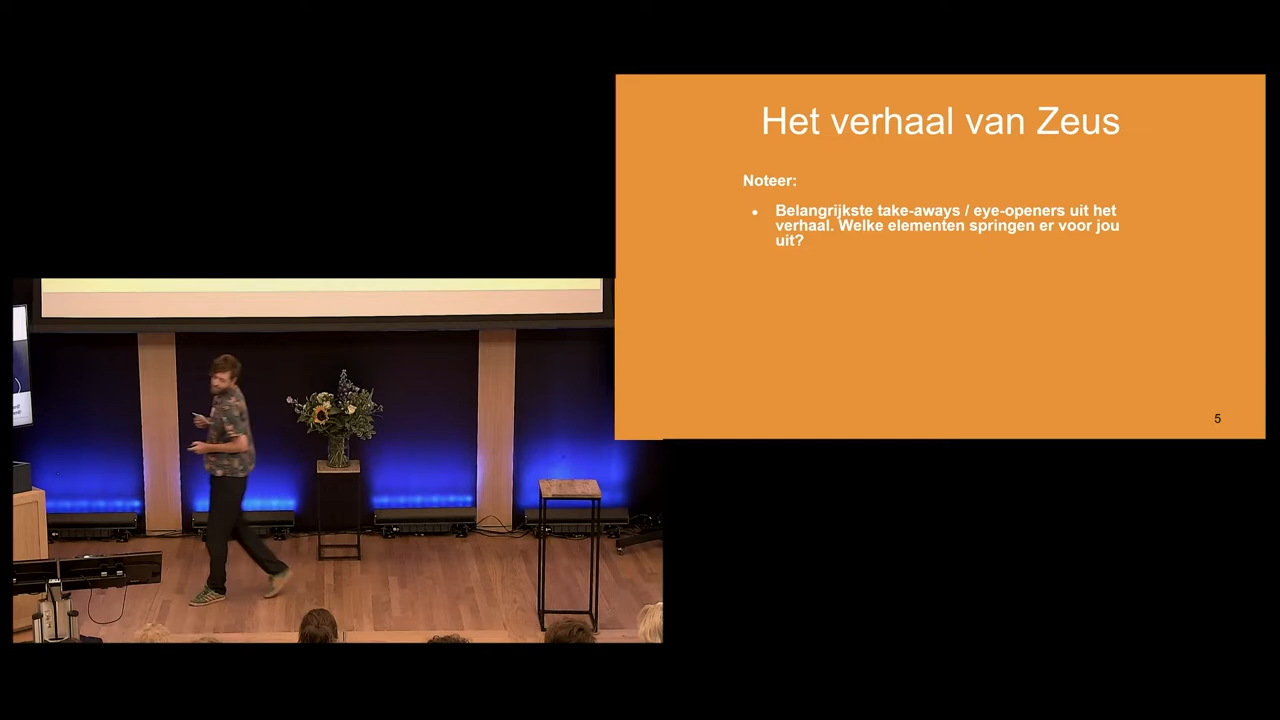 Het verhaal van Zeus
Noteer:
• Belangrijkste take-aways / eye-openers uit het
verhaal. Welke elementen springen er voor jou
uit?
5